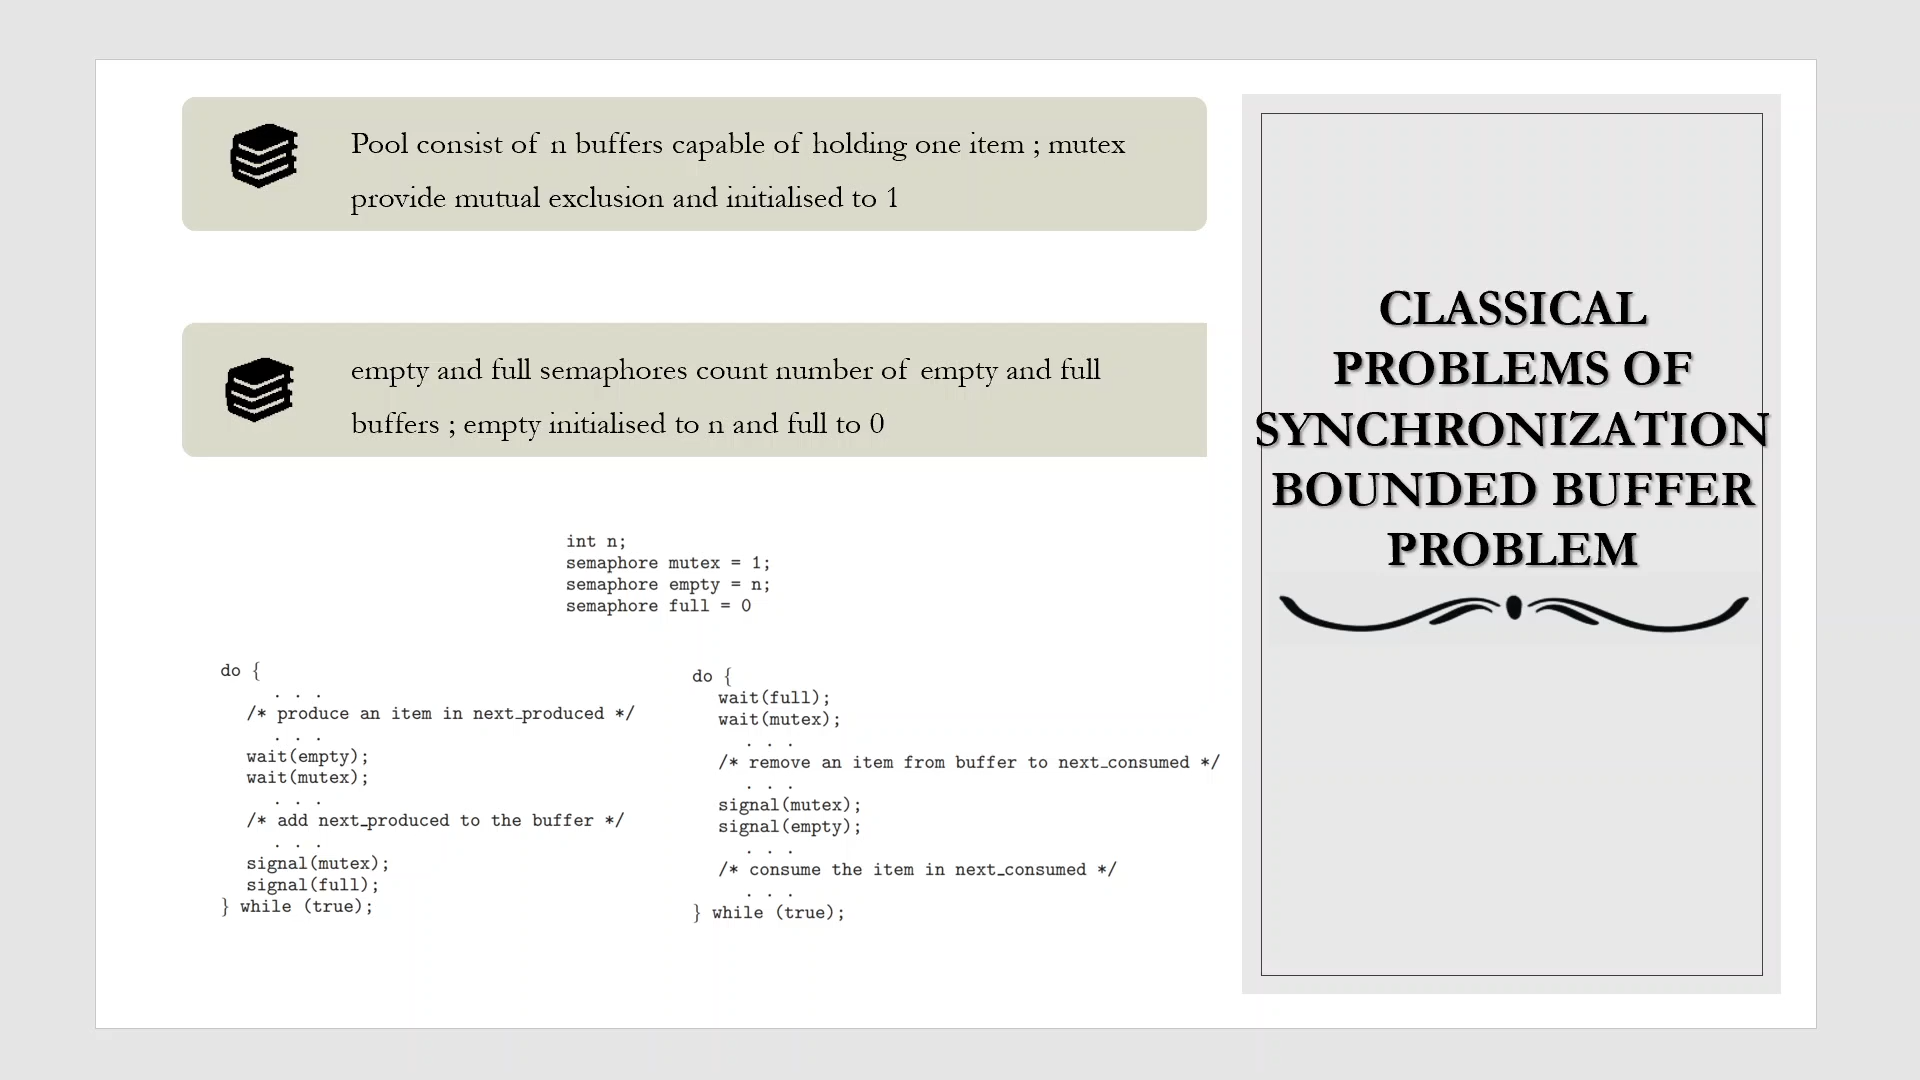 Pool consist of n buffers capable of holding one item ; mutex
provide mutual exclusion and initialised to 1
empty and full semaphores count number of empty and full
buffers ; empty initialised to n and full to 0
int n;
semaphore mutex = 1;
semaphore empty = n;
semaphore full = 0
do {
. . .
/* produce an item in next_produced */
. . .
wait(empty);
wait(mutex);
. . .
/* add next_produced to the buffer */
. . .
signal(mutex);
signal(full);
} while (true);
do {
wait(full);
wait(mutex);
. . .
/* remove an item from buffer to next_consumed */
. . .
signal(mutex);
signal(empty);
. . .
/* consume the item in next_consumed */
. . .
} while (true);
CLASSICAL
PROBLEMS OF
SYNCHRONIZATION
BOUNDED BUFFER
PROBLEM